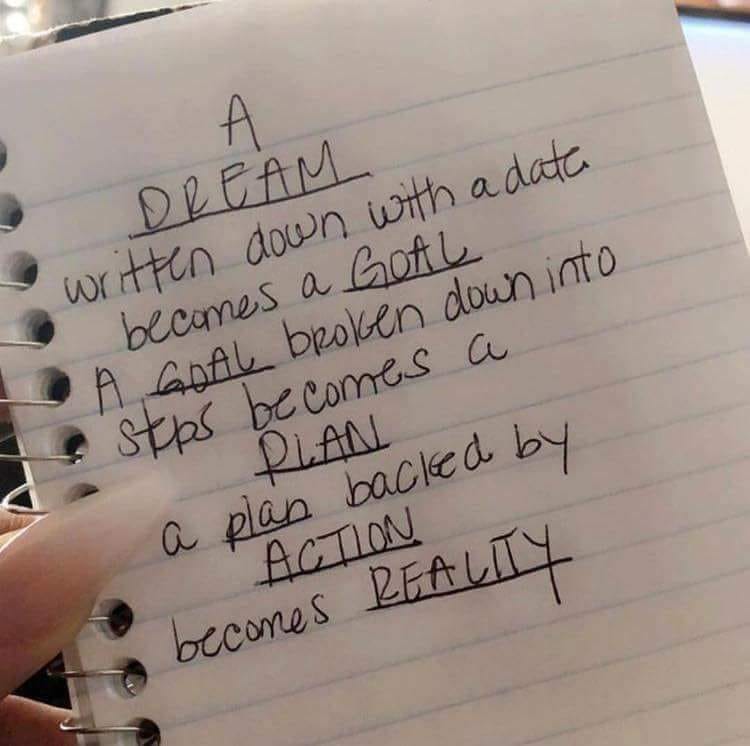 A
DREAM
written down with a date
becomes a GOAL
A GOAL broken down into
steps becomes a
PLAN
a plan backed by
ACTION
becomes REALITY